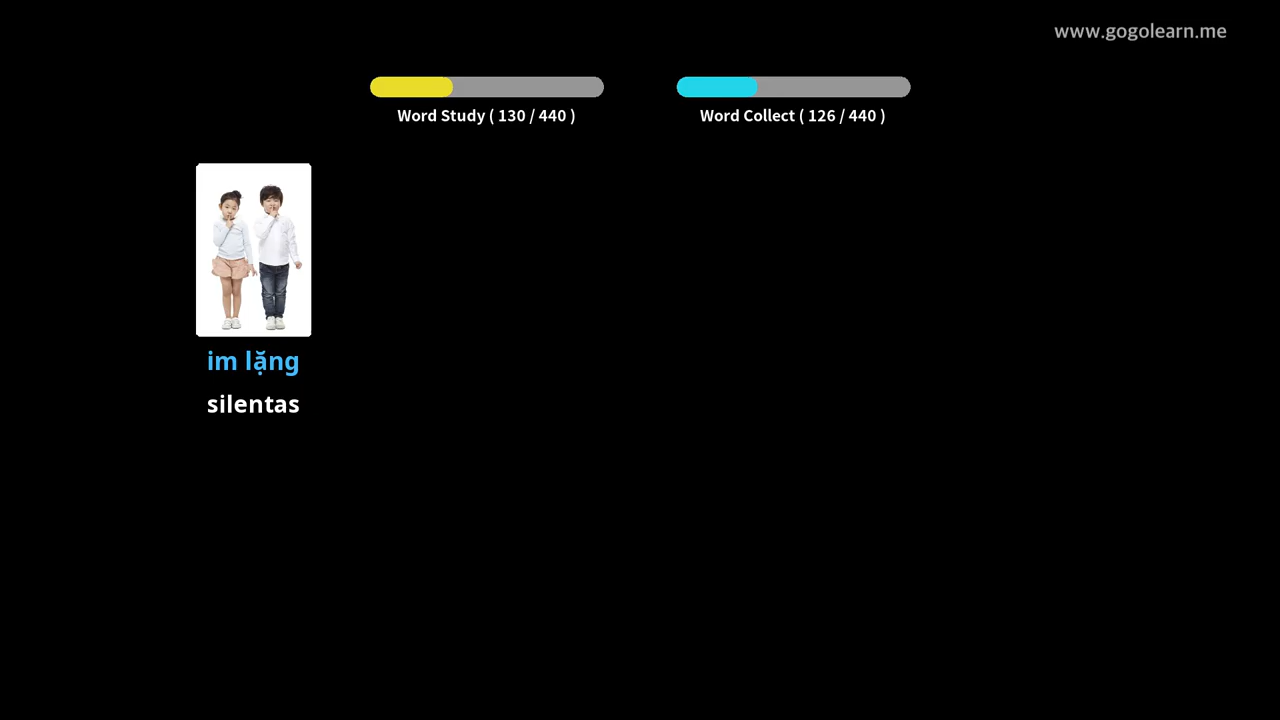 www.gogolearn.me
Word Study ( 130 / 440 )
Word Collect ( 126 / 440 )
im lặng
silentas